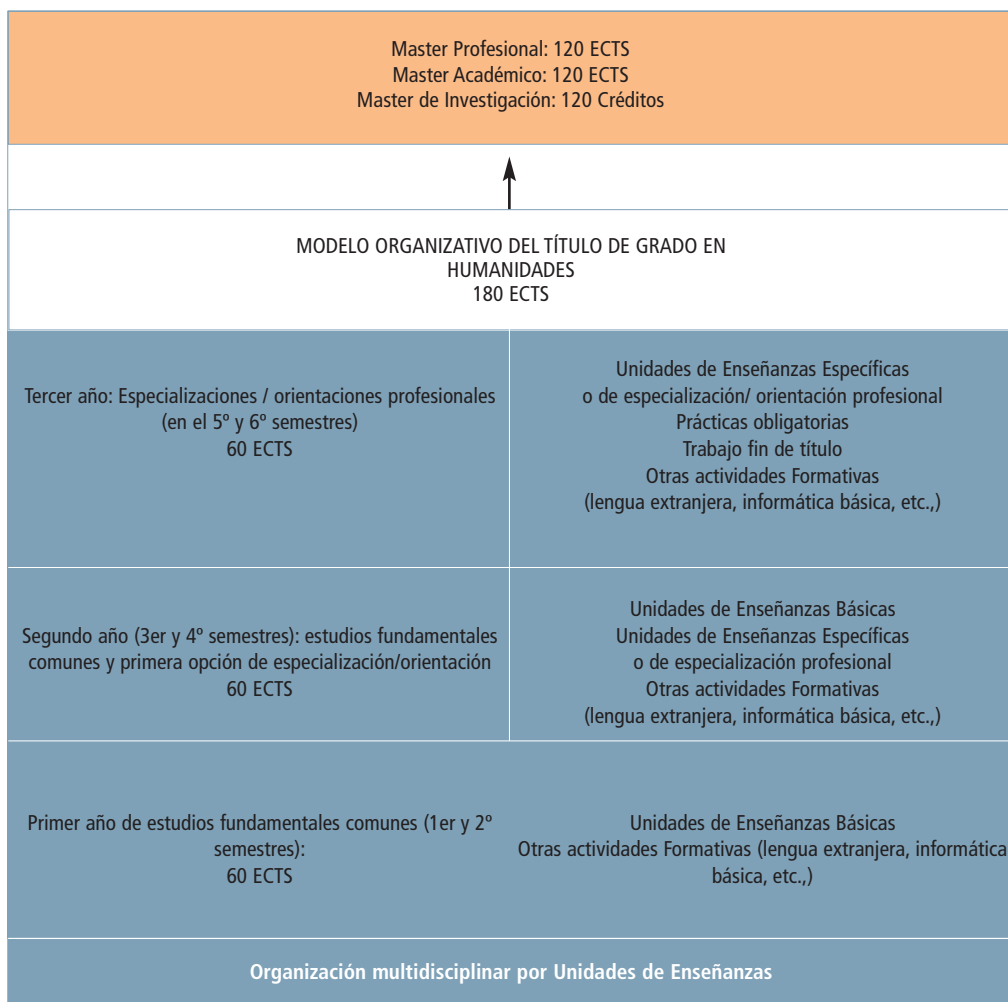 Master Profesional: 120 ECTS
Master Académico: 120 ECTS
Master de Investigación: 120 Créditos
MODELO ORGANIZATIVO DEL TÍTULO DE GRADO EN
HUMANIDADES
180 ECTS
Tercer año: Especializaciones / orientaciones profesionales
(en el 5º y 6º semestres)
60 ECTS
Unidades de Enseñanzas Específicas
o de especialización/ orientación profesional
Prácticas obligatorias
Trabajo fin de título
Otras actividades Formativas
(lengua extranjera, informática básica, etc.,)
Segundo año (3er y 4º semestres): estudios fundamentales
comunes y primera opción de especialización/orientación
60 ECTS
Unidades de Enseñanzas Básicas
Unidades de Enseñanzas Específicas
o de especialización profesional
Otras actividades Formativas
(lengua extranjera, informática básica, etc.,)
Primer año de estudios fundamentales comunes (1er y 2º
semestres):
60 ECTS
Unidades de Enseñanzas Básicas
Otras actividades Formativas (lengua extranjera, informática
básica, etc.,)
Organización multidisciplinar por Unidades de Enseñanzas